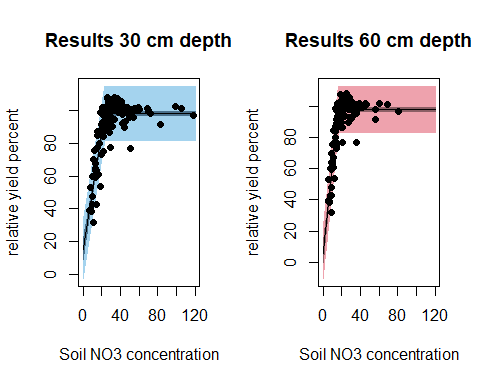 Results 30 cm depth
relative yield percent
0 20 40 60 80
0 40 80 120
Soil NO3 concentration
Results 60 cm depth
relative yield percent
0 20 40 60 80
0 40 80 120
Soil NO3 concentration